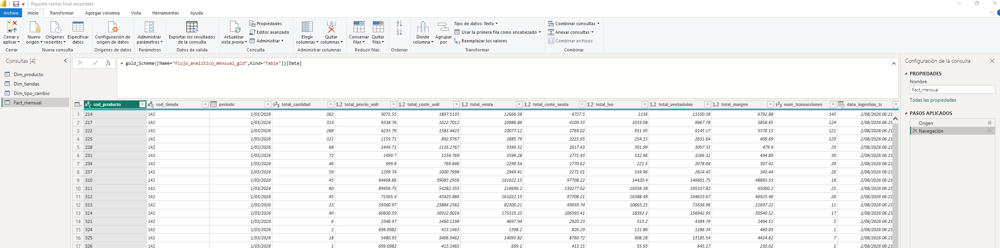 Reporte ventas final smartdata
Archivo Inicio Transformar Agregar columna Vista Herramientas Ayuda
Cerrar y aplicar
Nuevo origen
Orígenes recientes
Especificar datos
Configuración de origen de datos
Administrar parámetros
Exportar los resultados de la consulta
Actualizar vista previa
Propiedades
Editor avanzado
Administrar
Elegir columnas
Quitar columnas
Conservar filas
Quitar filas
Dividir columna
Agrupar por
Tipo de datos: Texto
Usar la primera fila como encabezado
Reemplazar los valores
Combinar consultas
Anexar consultas
Combinar archivos
Cerrar Nueva consulta Orígenes de datos Parámetros Datos de salida Consulta Administrar columnas Reducir filas Ordenar Transformar Combinar
Consultas [4]
Dim_producto
Dim_tiendas
Dim_tipo_cambio
Fact_mensual
fx
= gold_Schema{[Name="flujo_analitico_mensual_gld",Kind="Table"]}[Data]
cod_producto cod_tienda periodo total_cantidad total_precio_unit total_coste_unit total_venta total_coste_venta total_iva total_ventasiniva total_margen num_transacciones data_ingestion_ts
1 214 142 1/03/2026 362 5073.55 1897.5135 12666.38 4737.5 1136 11530.38 6792.88 145 2/08/2026 06:21
2 217 142 1/03/2026 314 4338.76 1622.7012 10986.86 4109.33 1019.08 9967.78 5858.45 124 2/08/2026 06:21
3 222 142 1/03/2026 288 4233.79 1583.4423 10077.12 3769.02 931.95 9145.17 5376.15 121 2/08/2026 06:21
4 225 142 1/03/2026 321 1159.71 892.9767 2885.79 2221.95 254.15 2631.64 409.69 129 2/08/2026 06:21
5 228 142 1/03/2026 68 1449.71 1116.2767 3399.32 2617.43 301.99 3097.33 479.9 29 2/08/2026 06:21
6 231 142 1/03/2026 72 1499.7 1154.769 3599.28 2771.43 332.96 3266.32 494.89 30 2/08/2026 06:21
7 234 142 1/03/2026 46 999.8 769.846 2299.54 1770.62 221.5 2078.04 307.42 20 2/08/2026 06:21
8 237 142 1/03/2026 59 1299.74 1000.7998 2949.41 2271.01 334.96 2614.45 343.44 26 2/08/2026 06:21
9 310 142 1/03/2026 45 64408.86 39083.2956 161022.15 97708.22 14420.4 146601.75 48893.53 18 2/08/2026 06:21
10 311 142 1/03/2026 60 89456.75 54282.355 214696.2 130277.62 19358.38 195337.82 65060.2 25 2/08/2026 06:21
11 312 142 1/03/2026 45 71565.4 43425.884 161022.15 97708.21 16388.48 144633.67 46925.46 20 2/08/2026 06:21
12 313 142 1/03/2026 23 39360.97 23884.2362 82300.21 49939.74 10663.25 71636.96 21697.22 11 2/08/2026 06:21
13 314 142 1/03/2026 49 60830.59 36912.0014 175335.23 106393.41 18392.3 156942.93 50549.52 17 2/08/2026 06:21
14 321 142 1/03/2026 6 2348.97 1460.1198 4697.94 2920.23 313.2 4384.74 1464.51 3 2/08/2026 06:21
15 324 142 1/03/2026 2 699.0982 413.1463 1398.2 826.29 111.86 1286.34 460.05 1 2/08/2026 06:21
16 325 142 1/03/2026 18 5480.93 3406.9462 14093.82 8760.72 908.28 13185.54 4424.82 7 2/08/2026 06:21
17 326 142 1/03/2026 1 699.0982 413.1463 699.1 413.15 55.93 643.17 230.02 1 2/08/2026 06:21
Configuración de la consulta
PROPIEDADES
Nombre
Fact_mensual
Todas las propiedades
PASOS APLICADOS
Origen
Navegación